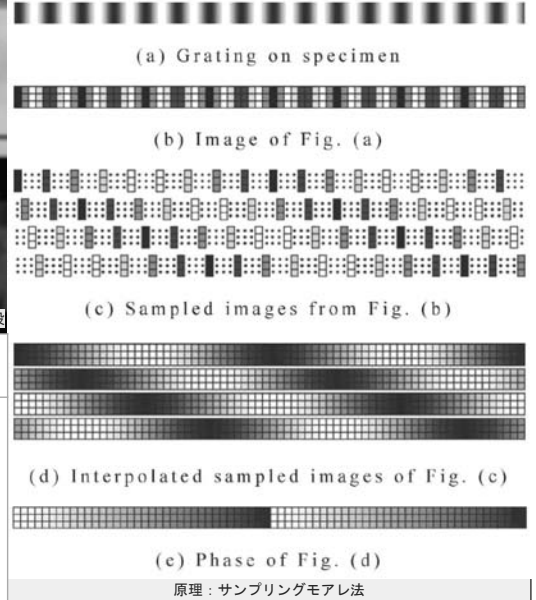 (a) Grating on specimen
(b) Image of Fig. (a)
(c) Sampled images from Fig. (b)
(d) Interpolated sampled images of Fig. (c)
(e) Phase of Fig. (d)
原理：サンプリングモアレ法